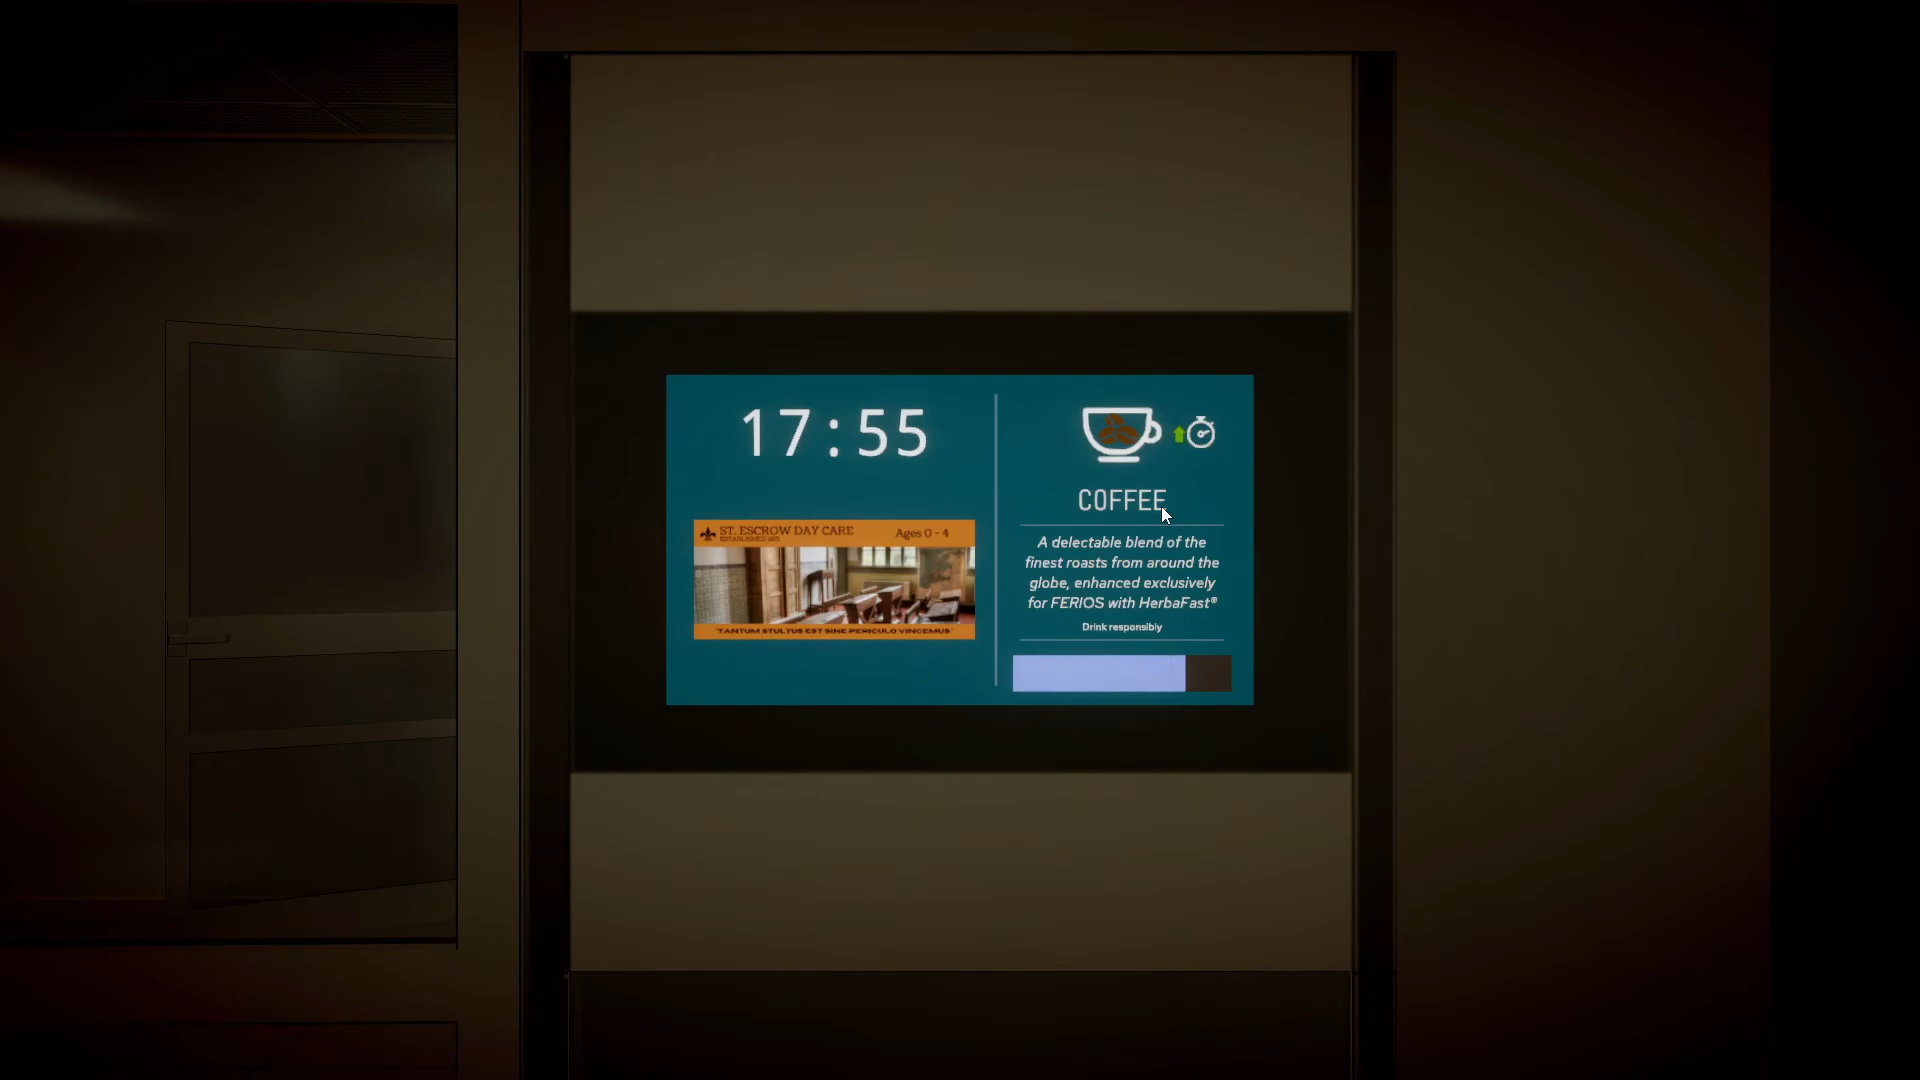 17:55
ST. ESCROW DAY CARE
Ages 0 - 4
"TANTUM STULTUS EST SINE PERICULO VINCEMUS"
COFFEE
A delectable blend of the
finest roasts from around the
globe, enhanced exclusively
for FERIOS with HerbaFast®
Drink responsibly